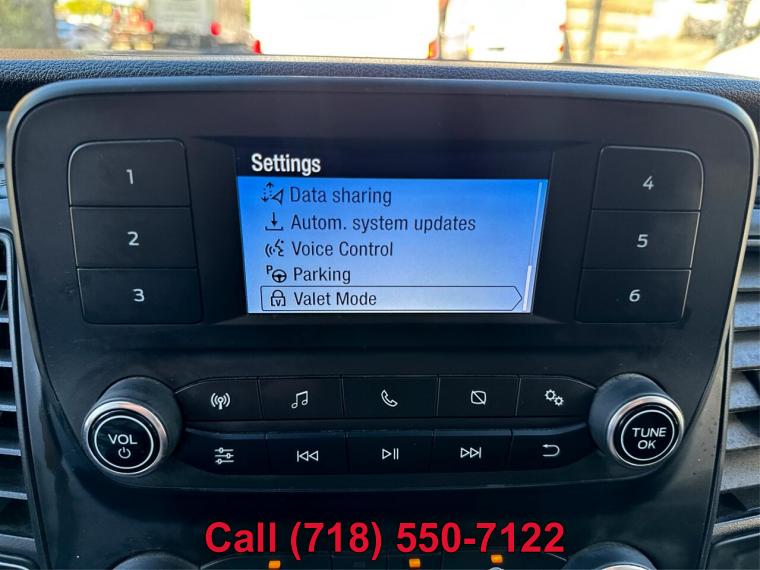 Settings
1
Data sharing
4
Autom. system updates
2
Voice Control
5
P Parking
3
Valet Mode
6
VOL
TUNE
OK
Call (718) 550-7122